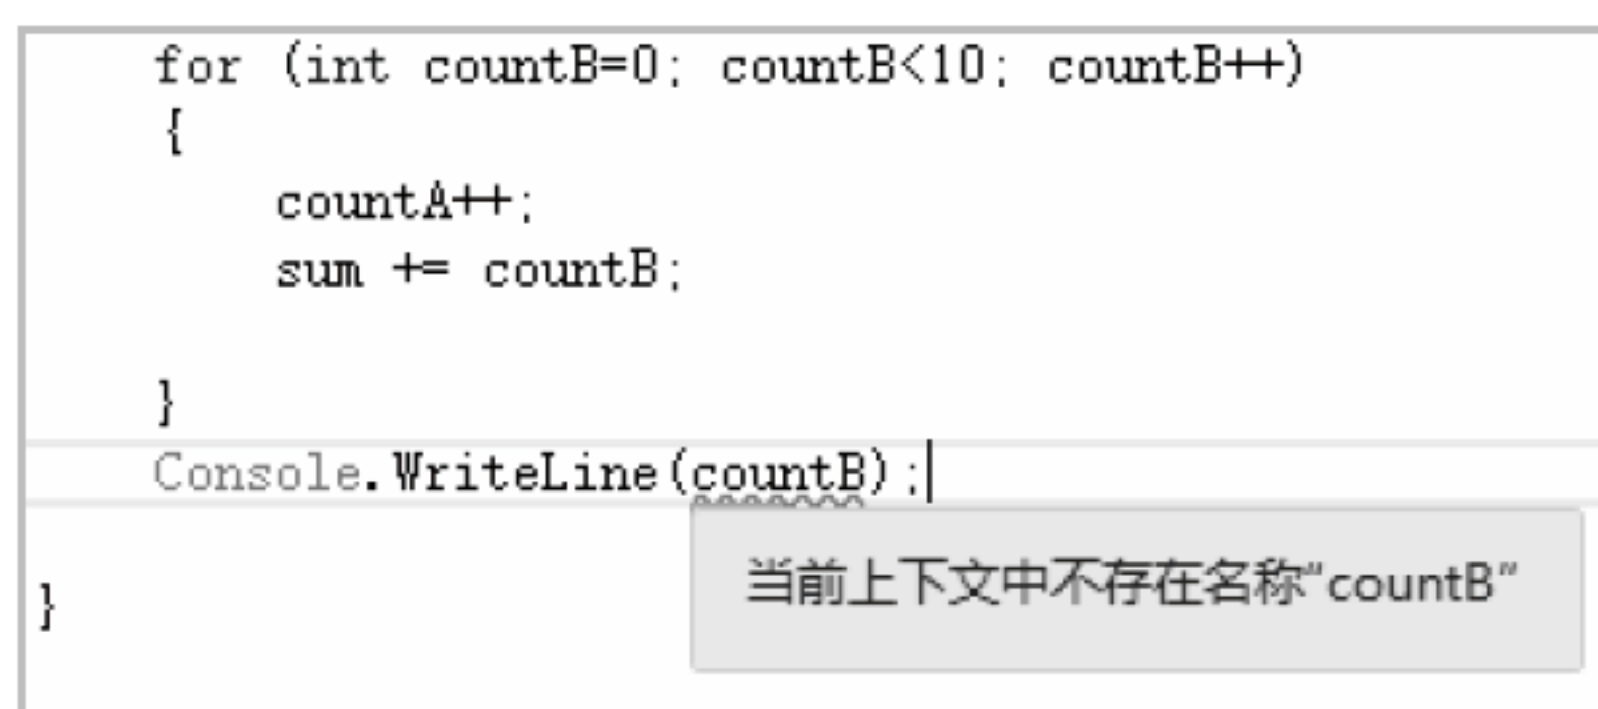 for (int countB=0; countB<10; countB++)
{
countA++;
sum += countB;
}
Console.WriteLine(countB);
当前上下文中不存在名称"countB"
}